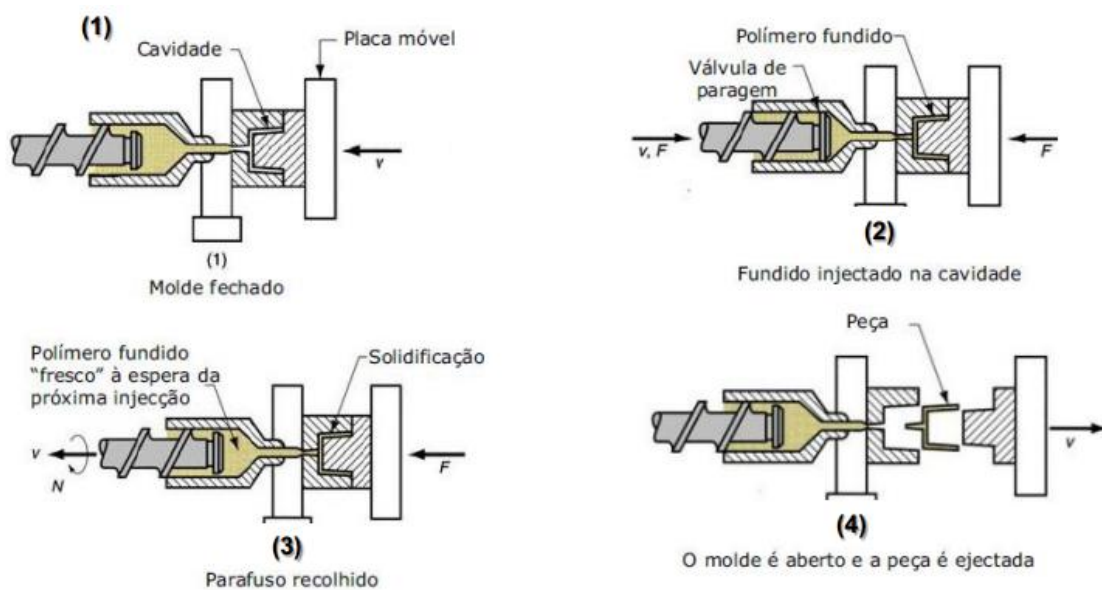 (1)
Cavidade
Placa móvel
v
(1)
Molde fechado
Polímero fundido
Válvula de
paragem
v, F
F
(2)
Fundido injectado na cavidade
Polímero fundido
"fresco" à espera da
próxima injecção
Solidificação
v
N
F
(3)
Parafuso recolhido
Peça
v
(4)
O molde é aberto e a peça é ejectada